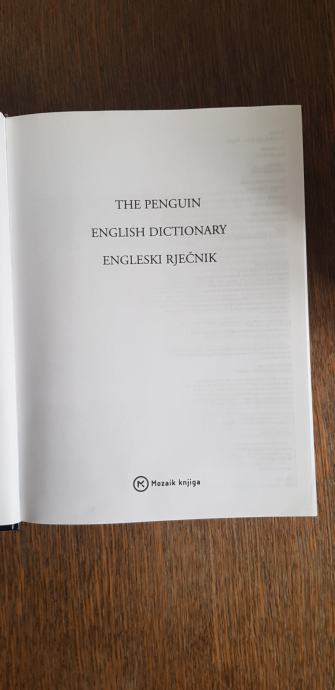 THE PENGUIN
ENGLISH DICTIONARY
ENGLESKI RJEČNIK
Mozaik knjiga